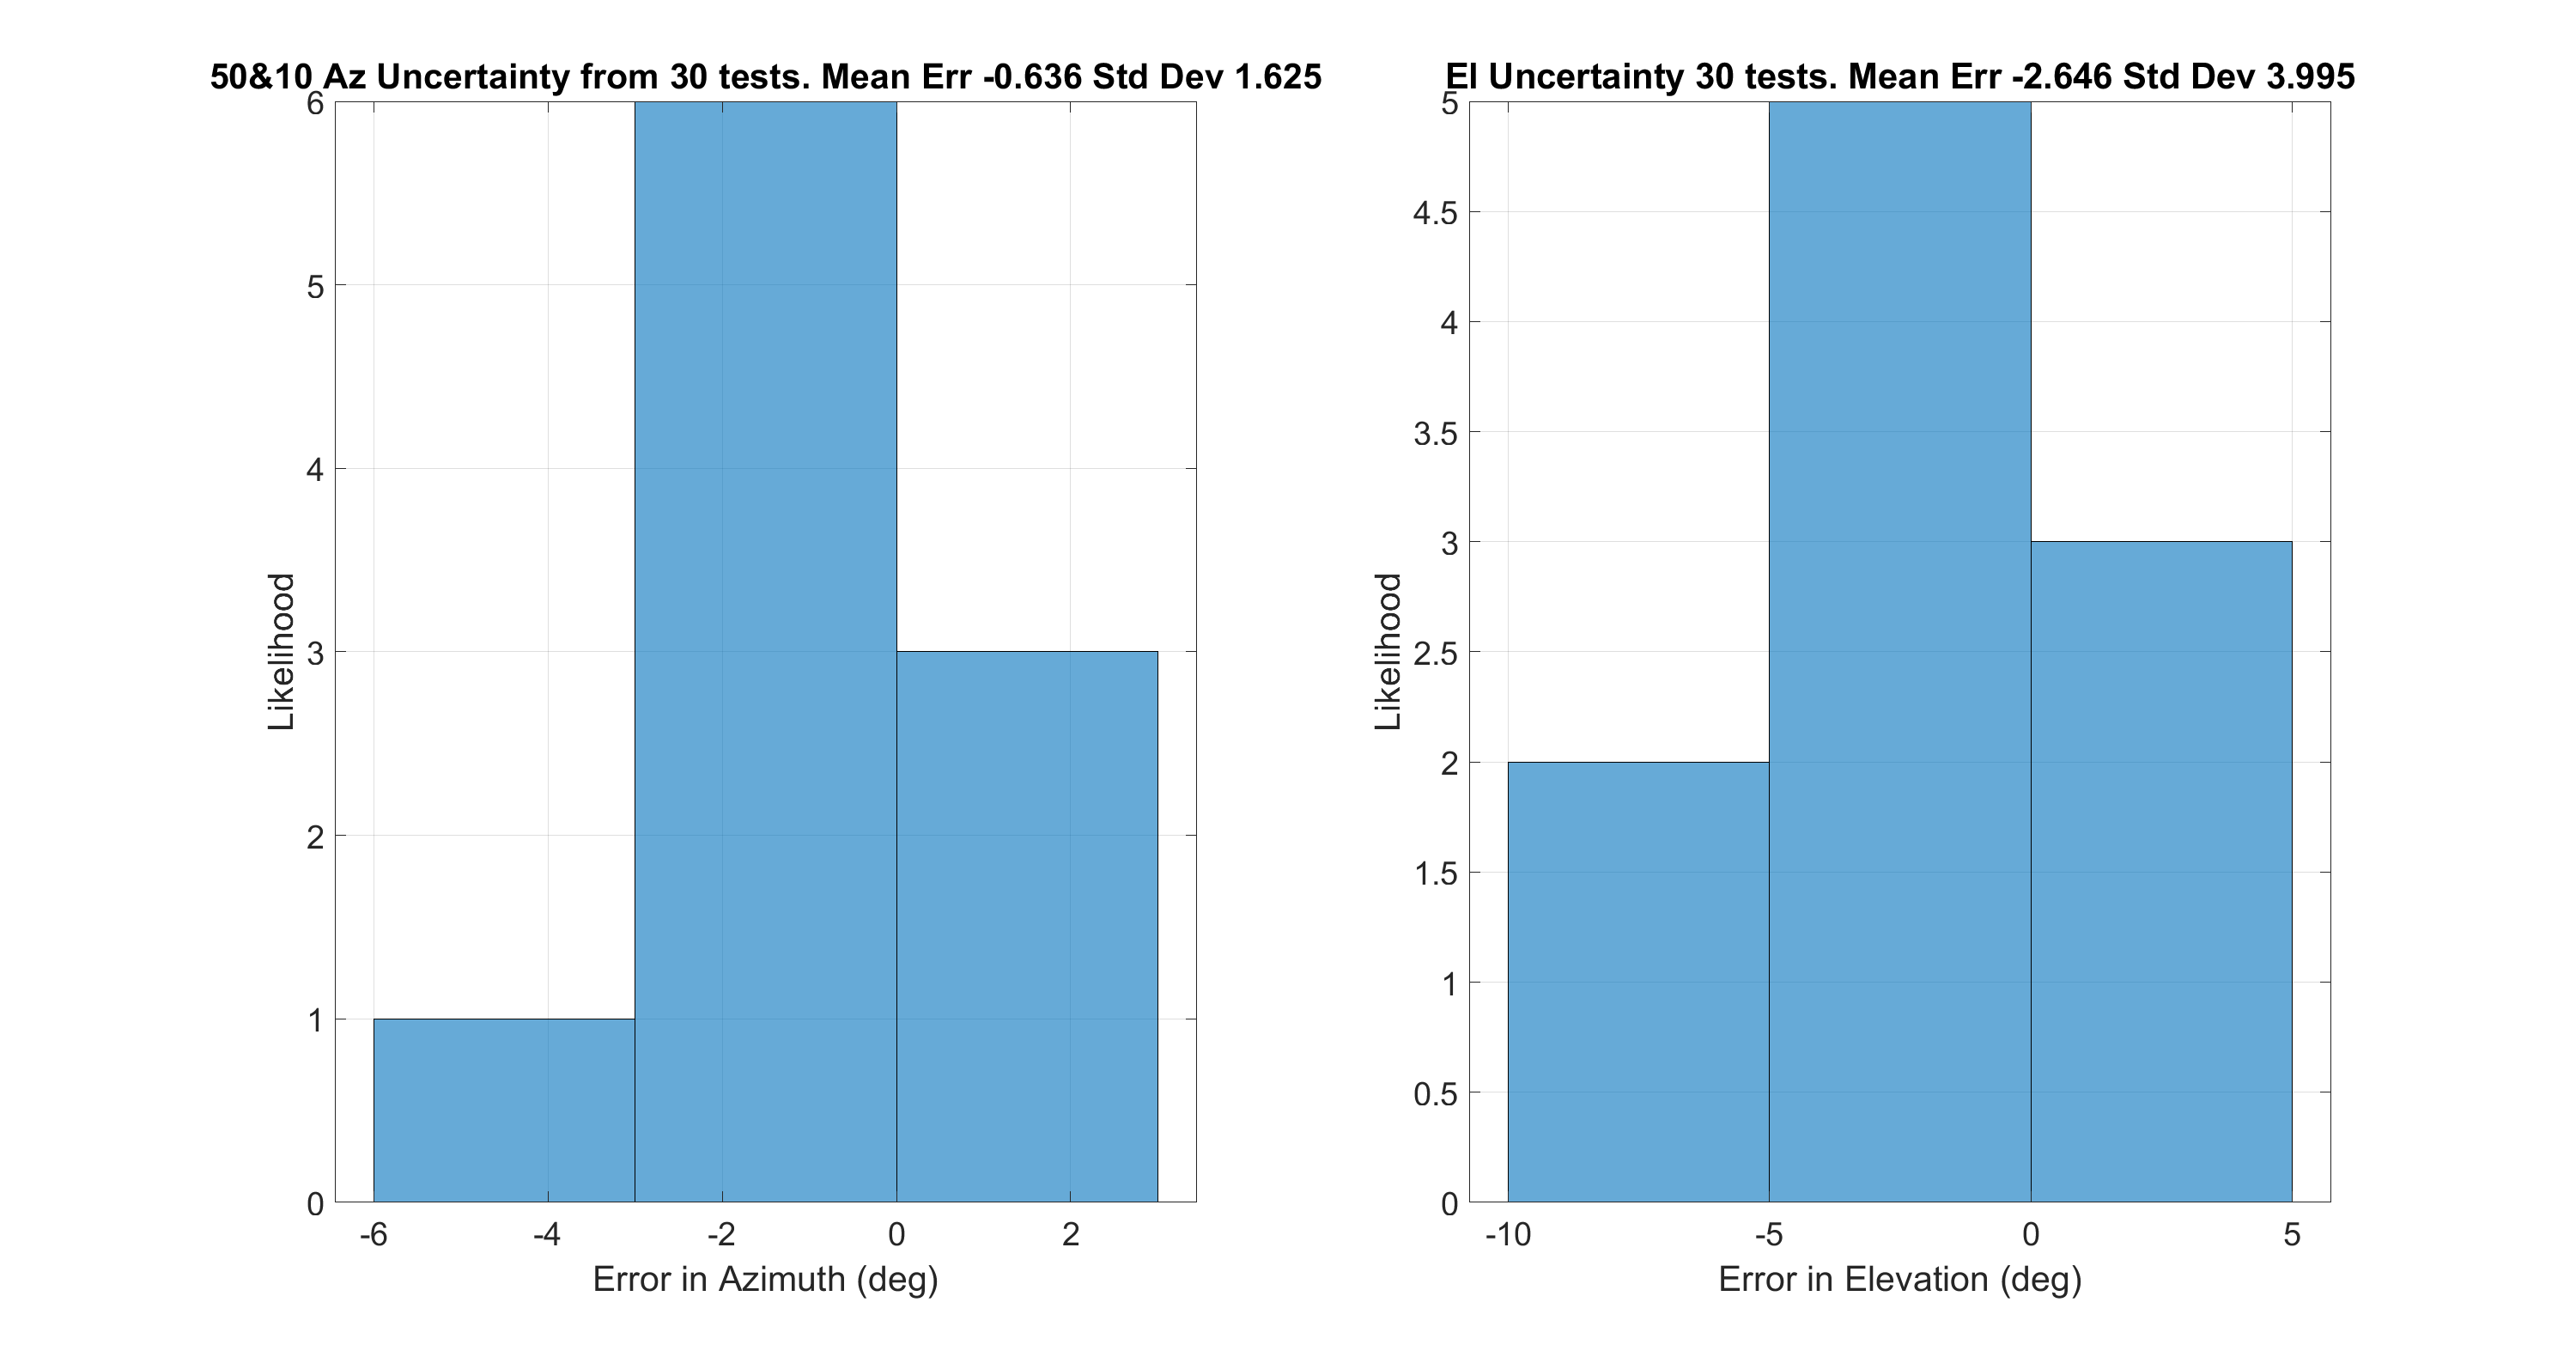 50&10 Az Uncertainty from 30 tests. Mean Err -0.636 Std Dev 1.625
6
5
4
3
2
1
0
Likelihood
-6 -4 -2 0 2
Error in Azimuth (deg)
El Uncertainty 30 tests. Mean Err -2.646 Std Dev 3.995
5
4.5
4
3.5
3
2.5
2
1.5
1
0.5
0
Likelihood
-10 -5 0 5
Error in Elevation (deg)